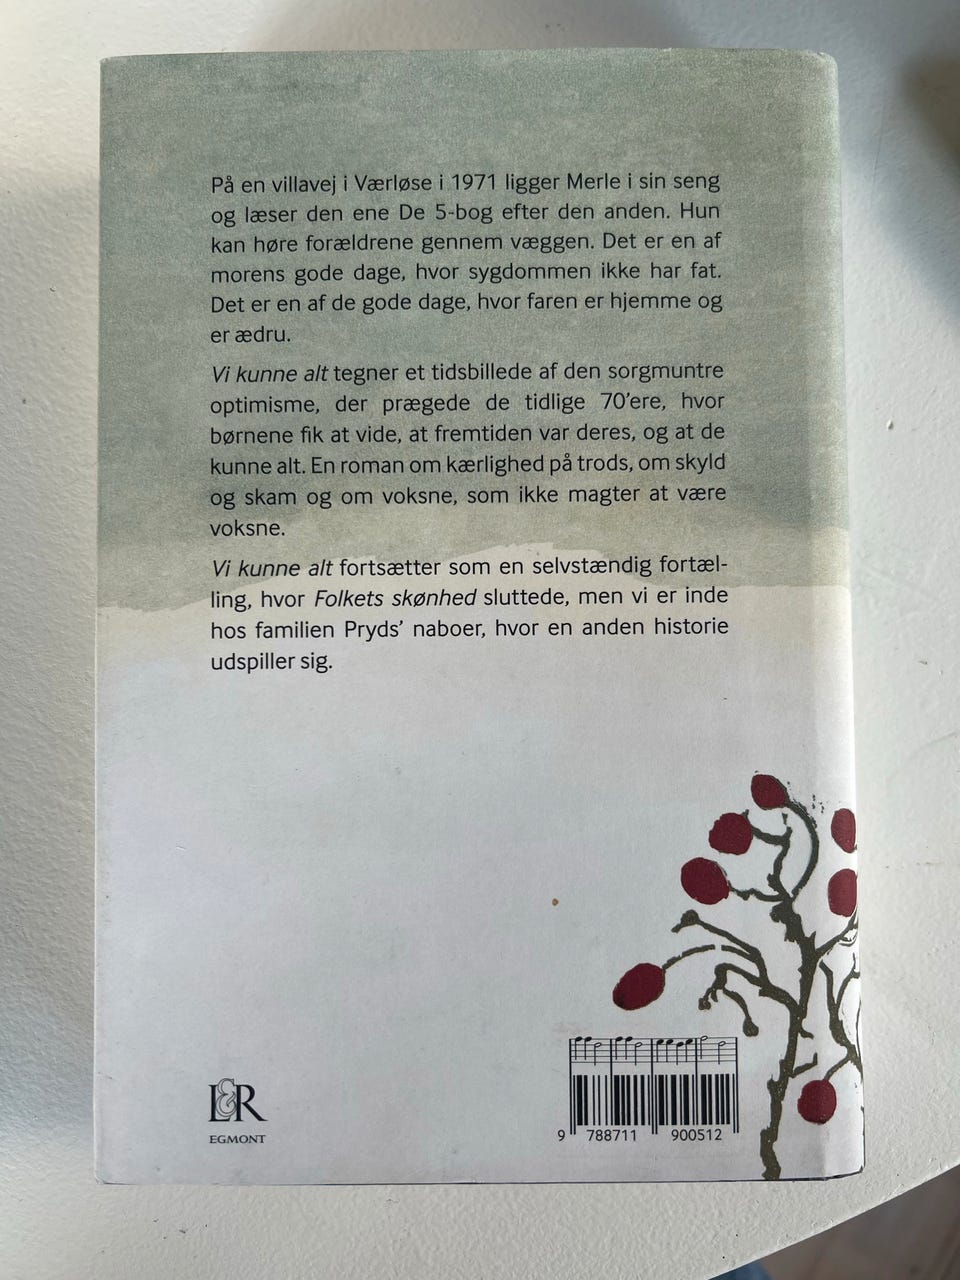 På en villavej i Værløse i 1971 ligger Merle i sin seng
og læser den ene De 5-bog efter den anden. Hun
kan høre forældrene gennem væggen. Det er en af
morens gode dage, hvor sygdommen ikke har fat.
Det er en af de gode dage, hvor faren er hjemme og
er ædru.
Vi kunne alt tegner et tidsbillede af den sorgmuntre
optimisme, der prægede de tidlige 70’ere, hvor
børnene fik at vide, at fremtiden var deres, og at de
kunne alt. En roman om kærlighed på trods, om skyld
og skam og om voksne, som ikke magter at være
voksne.
Vi kunne alt fortsætter som en selvstændig fortæl-
ling, hvor Folkets skønhed sluttede, men vi er inde
hos familien Pryds’ naboer, hvor en anden historie
udspiller sig.
L&R
EGMONT
9 788711 900512